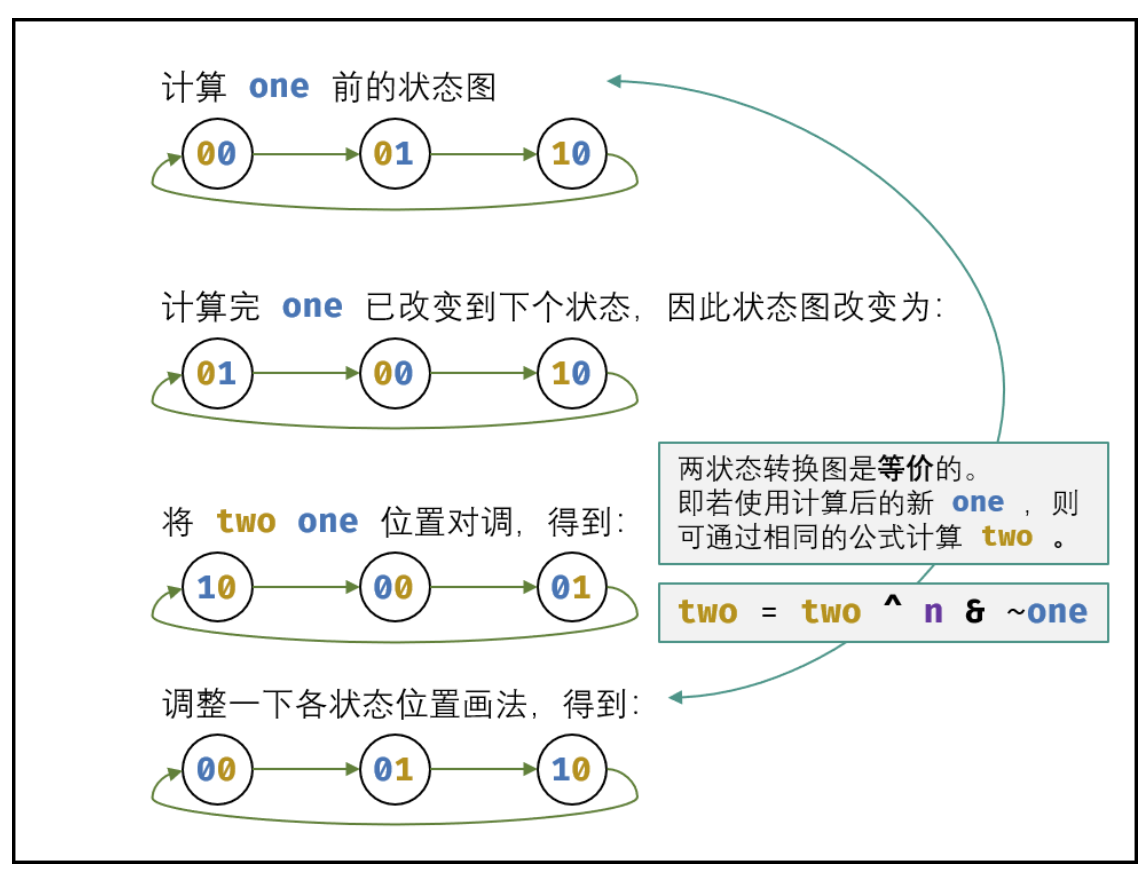 计算 one 前的状态图
00 01 10
计算完 one 已改变到下个状态，因此状态图改变为：
01 00 10
两状态转换图是等价的。
即若使用计算后的新 one ，则
可通过相同的公式计算 two 。
将 two one 位置对调，得到：
10 00 01
two = two ^ n & ~one
调整一下各状态位置画法，得到：
00 01 10